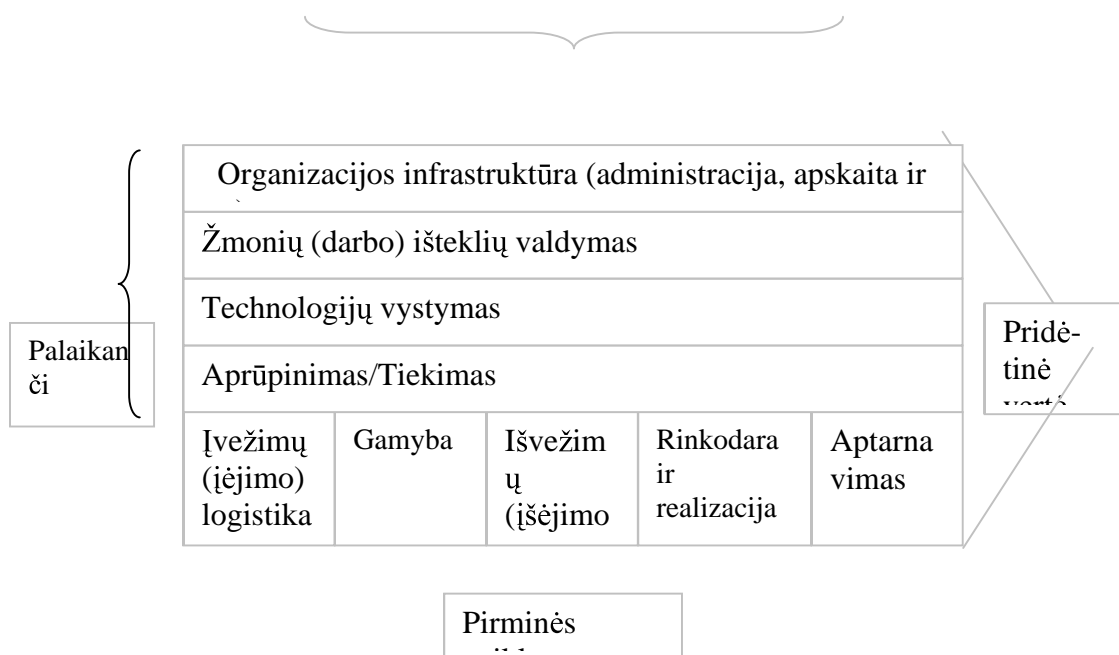 Organizacijos infrastruktūra (administracija, apskaita ir
Žmonių (darbo) išteklių valdymas
Technologijų vystymas
Aprūpinimas/Tiekimas
Palaikan
či
Pridė-
tinė
Įvežimų
(įėjimo)
logistika
Gamyba
Išvežim
ų
(įšėjimo
Rinkodara
ir
realizacija
Aptarna
vimas
Pirminės